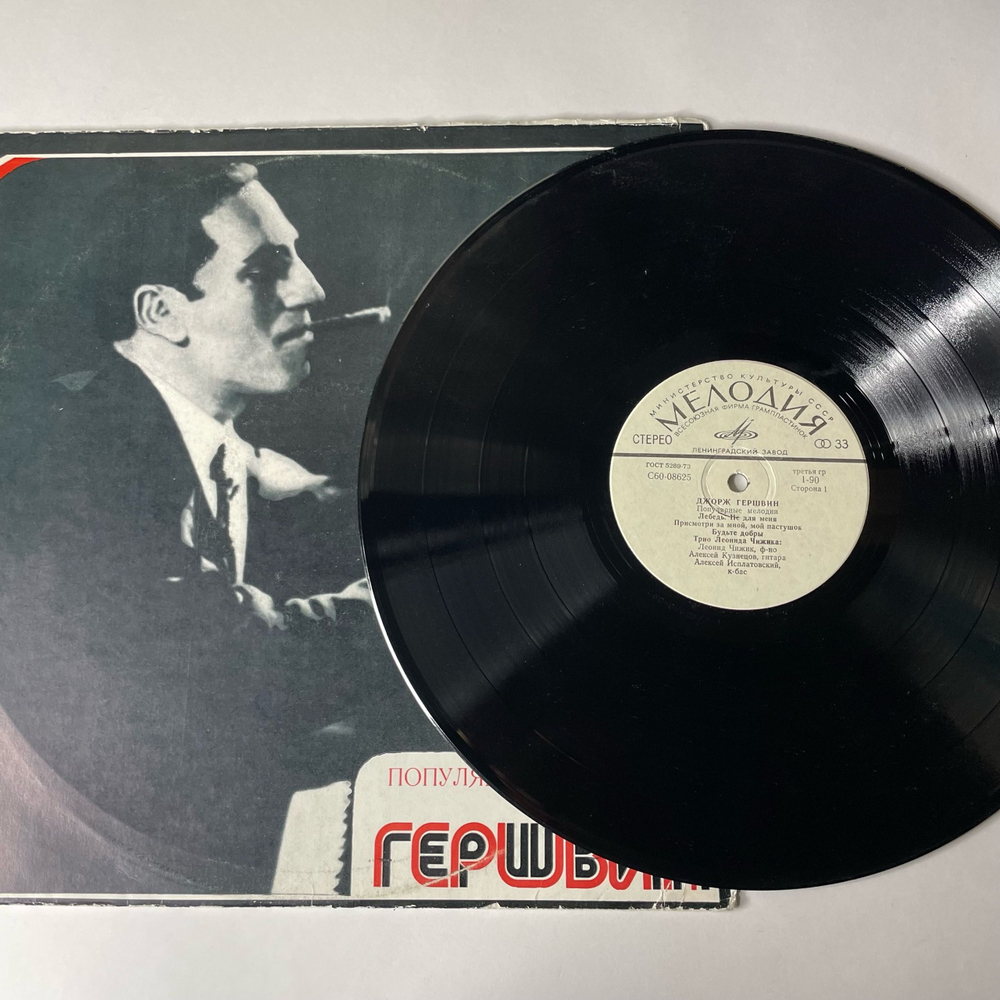 ПОПУЛЯ
ГЕРШВИН
МИНИСТЕРСТВО КУЛЬТУРЫ СССР
МЕЛОДИЯ
ВСЕСОЮЗНАЯ ФИРМА ГРАМПЛАСТИНОК
СТЕРЕО
33
ЛЕНИНГРАДСКИЙ ЗАВОД
ГОСТ 5289-73
С60-08625
третья гр
1-90
Сторона 1
ДЖОРЖ ГЕРШВИН
Популярные мелодии
Лебедь. Не для меня
Присмотри за мной, мой пастушок
Будьте добры
Трио Леонида Чижика:
Леонид Чижик, ф-но
Алексей Кузнецов, гитара
Алексей Исплатовский,
к-бас